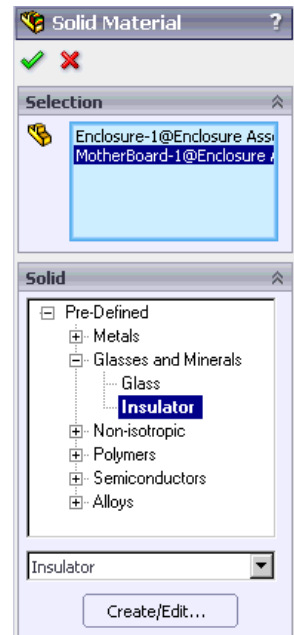 Solid Material ?
Selection
Enclosure-1@Enclosure Ass
MotherBoard-1@Enclosure
Solid
Pre-Defined
Metals
Glasses and Minerals
Glass
Insulator
Non-isotropic
Polymers
Semiconductors
Alloys
Insulator
Create/Edit...